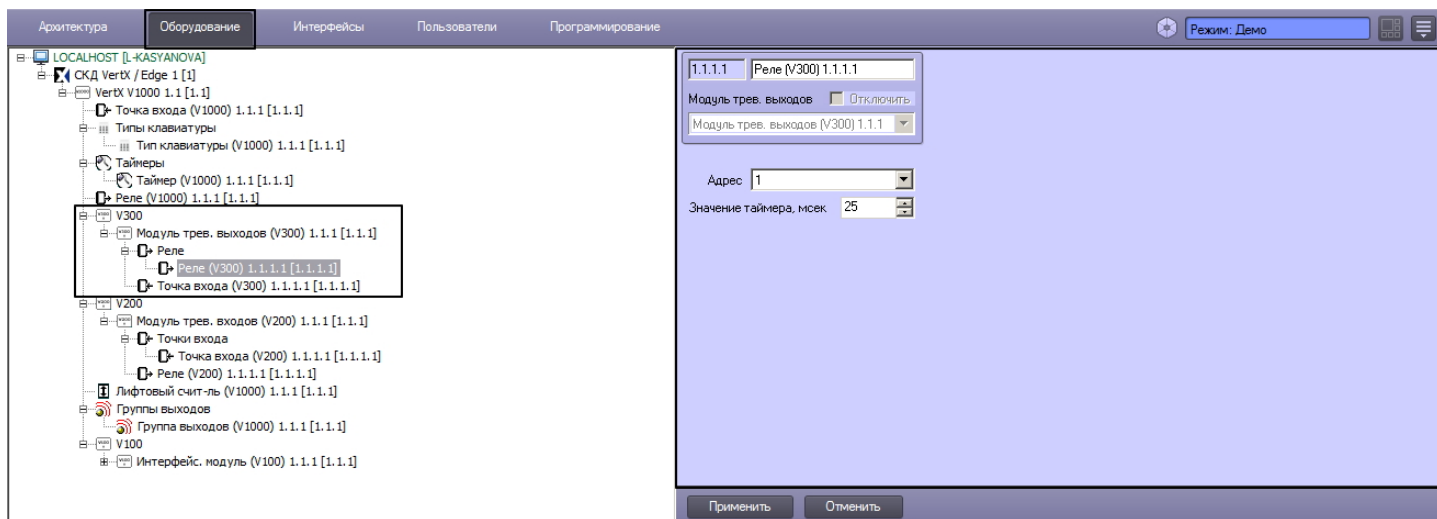 Архитектура Оборудование Интерфейсы Пользователи Программирование Режим: Демо
LOCALHOST [L-KASYANOVA]
СКД VertX / Edge 1 [1]
VertX V1000 1.1 [1.1]
Точка входа (V1000) 1.1.1 [1.1.1]
Типы клавиатуры
Тип клавиатуры (V1000) 1.1.1 [1.1.1]
Таймеры
Таймер (V1000) 1.1.1 [1.1.1]
Реле (V1000) 1.1.1 [1.1.1]
V300
Модуль трев. выходов (V300) 1.1.1 [1.1.1]
Реле
Реле (V300) 1.1.1.1 [1.1.1.1]
Точка входа (V300) 1.1.1.1 [1.1.1.1]
V200
Модуль трев. входов (V200) 1.1.1 [1.1.1]
Точки входа
Точка входа (V200) 1.1.1.1 [1.1.1.1]
Реле (V200) 1.1.1.1 [1.1.1.1]
Лифтовый счит-ль (V1000) 1.1.1 [1.1.1]
Группы выходов
Группа выходов (V1000) 1.1.1 [1.1.1]
V100
Интерфейс. модуль (V100) 1.1.1 [1.1.1]
1.1.1.1 Реле (V300) 1.1.1.1
Модуль трев. выходов Отключить
Модуль трев. выходов (V300) 1.1.1
Адрес 1
Значение таймера, мсек 25
Применить Отменить